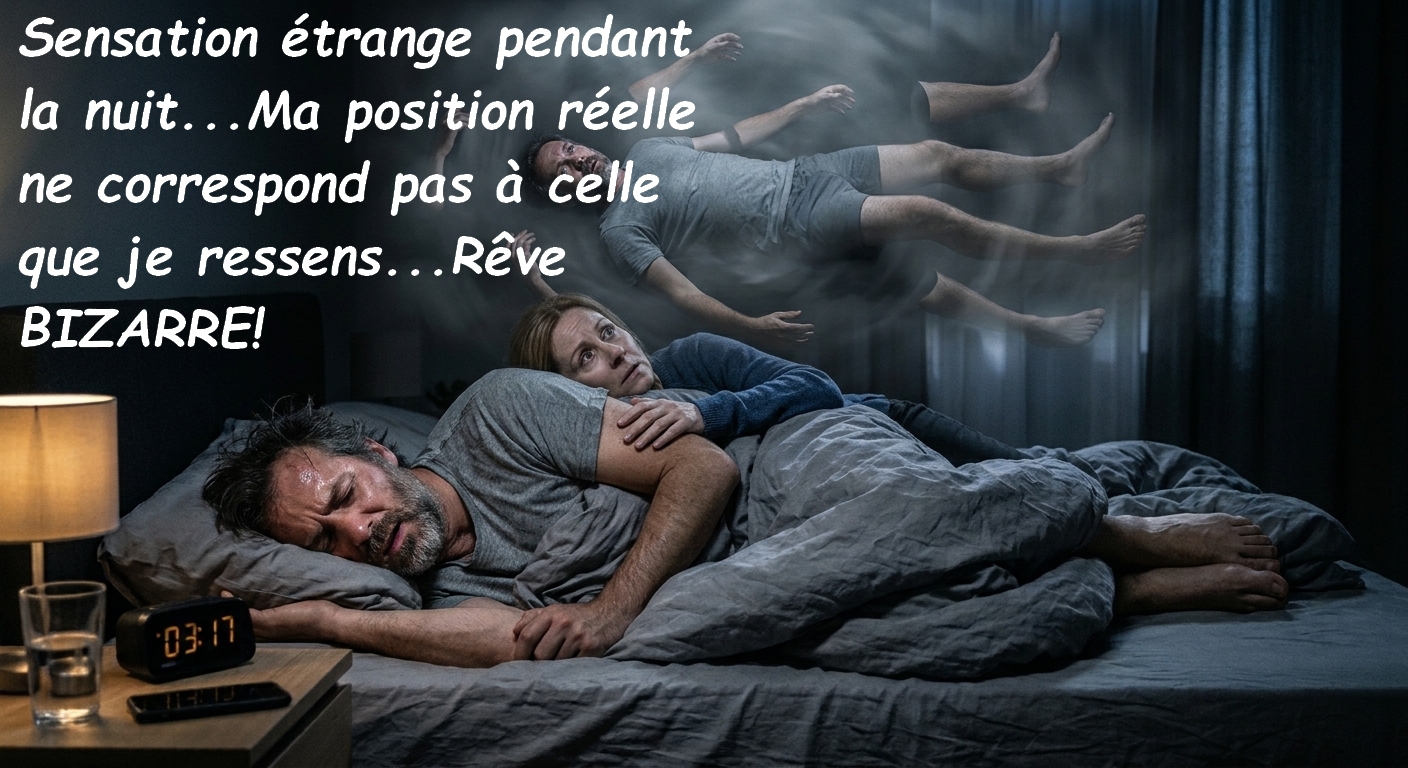 Sensation étrange pendant
la nuit...Ma position réelle
ne correspond pas à celle
que je ressens...Rêve
BIZARRE!
03:17